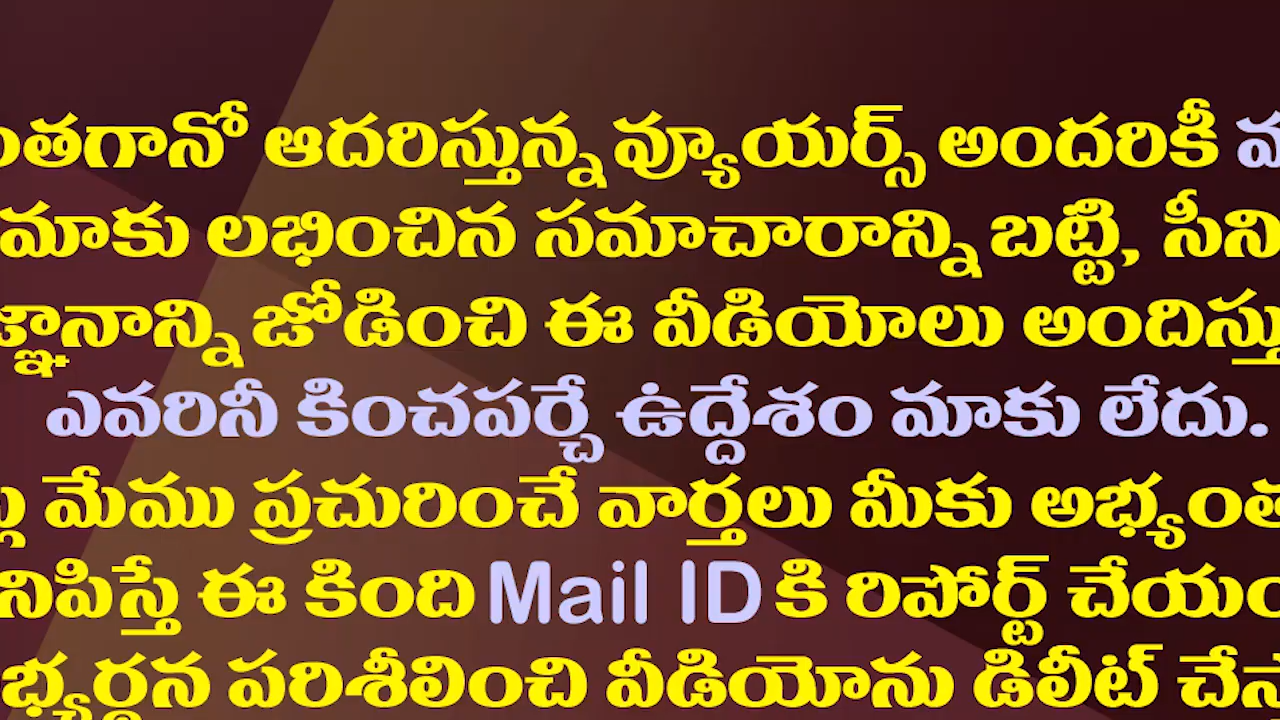 ఆదరిస్తున్న వ్యూయర్స్ అందరికీ
మాకు లభించిన సమాచారాన్ని బట్టి,
జోడించి ఈ వీడియోలు
ఎవరినీ కించపర్చే ఉద్దేశం మాకు లేదు.
మేము ప్రచురించే వార్తలు మీకు
ఈ కింది Mail ID కి రిపోర్ట్
పరిశీలించి వీడియోను డిలీట్